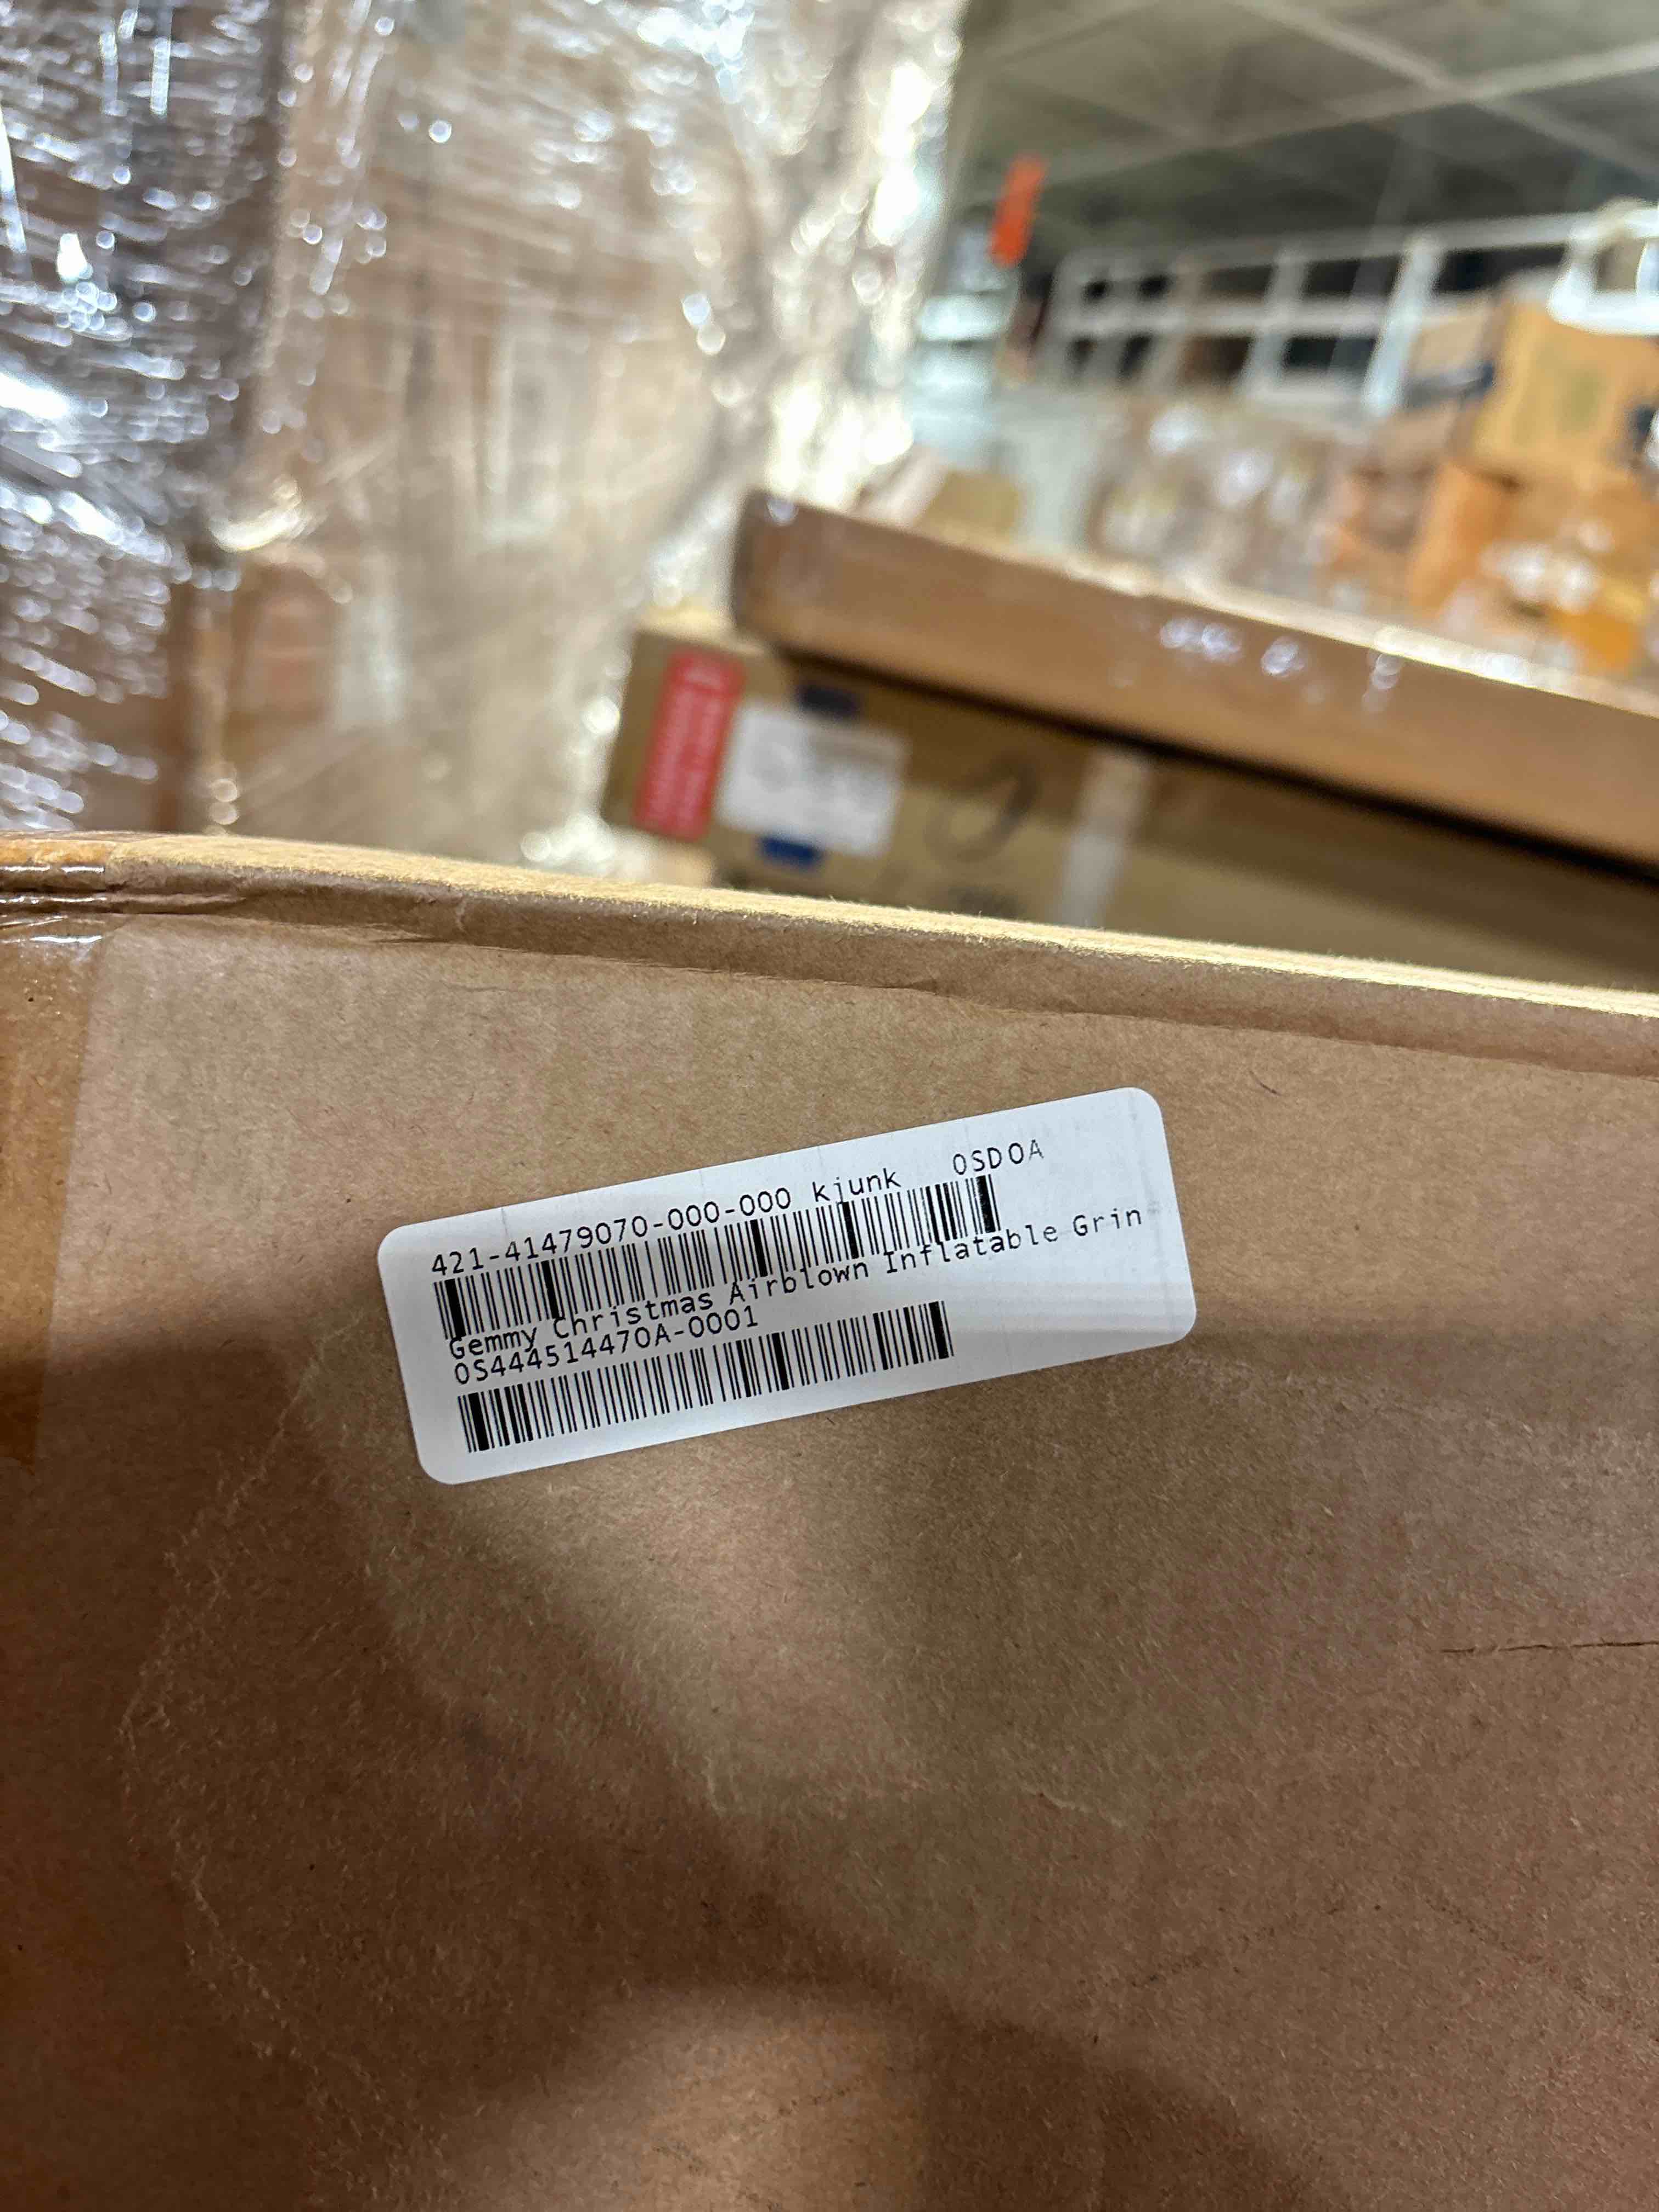 421-41479070-000-000 kjunk 0SD0A
Gemmy Christmas Airblown Inflatable Grin
0S444514470A-0001